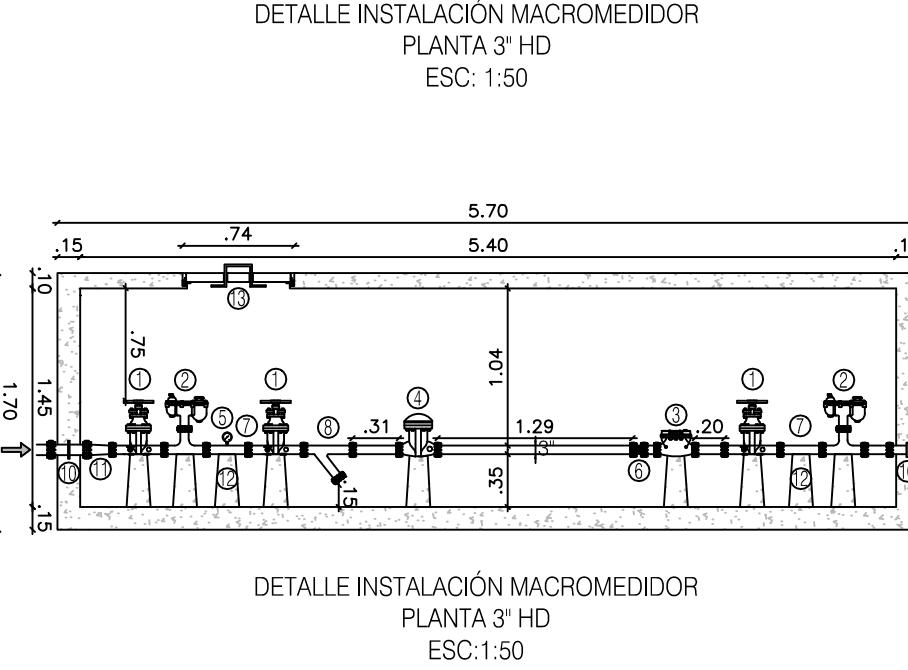 DETALLE INSTALACIÓN MACROMEDIDOR
PLANTA 3" HD
ESC: 1:50
5.70
.15 .74 5.40 .1
.10
13
.75
1.04
1.70
1.45
1 2 5 7 1 8 4 3 1 7 2
.31 1.29 .20
3"
10 11 12 .15 .35 6 12 1
.15
DETALLE INSTALACIÓN MACROMEDIDOR
PLANTA 3" HD
ESC:1:50